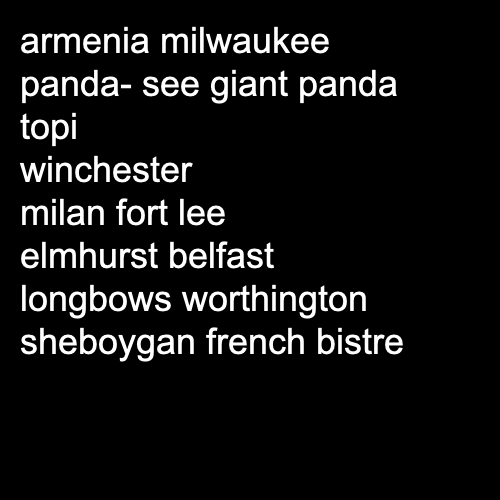 armenia milwaukee
panda- see giant panda
topi
winchester
milan fort lee
elmhurst belfast
longbows worthington
sheboygan french bistre